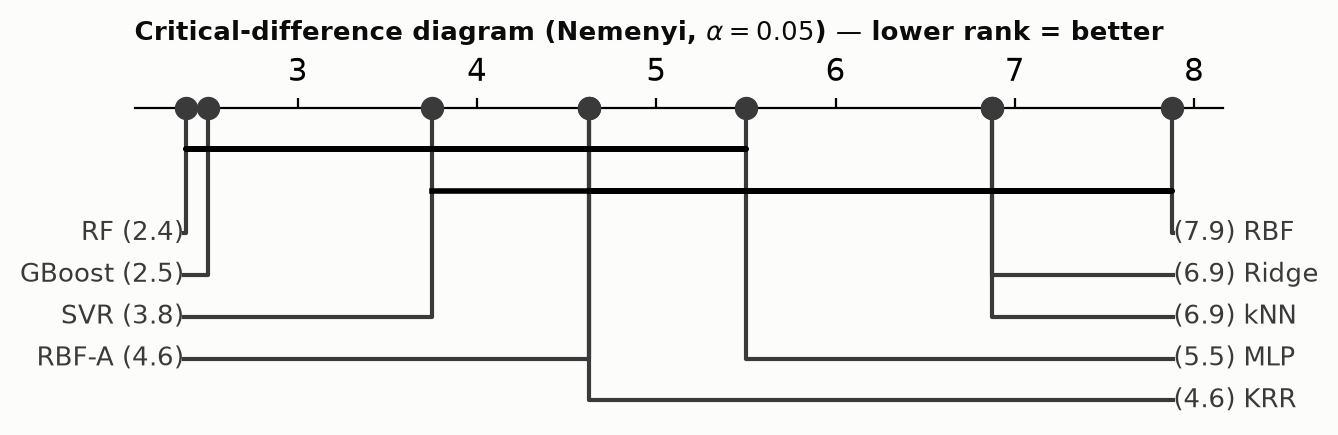 Critical-difference diagram (Nemenyi, α = 0.05) — lower rank = better
3 4 5 6 7 8
RF (2.4)
GBoost (2.5)
SVR (3.8)
RBF-A (4.6)
(7.9) RBF
(6.9) Ridge
(6.9) kNN
(5.5) MLP
(4.6) KRR